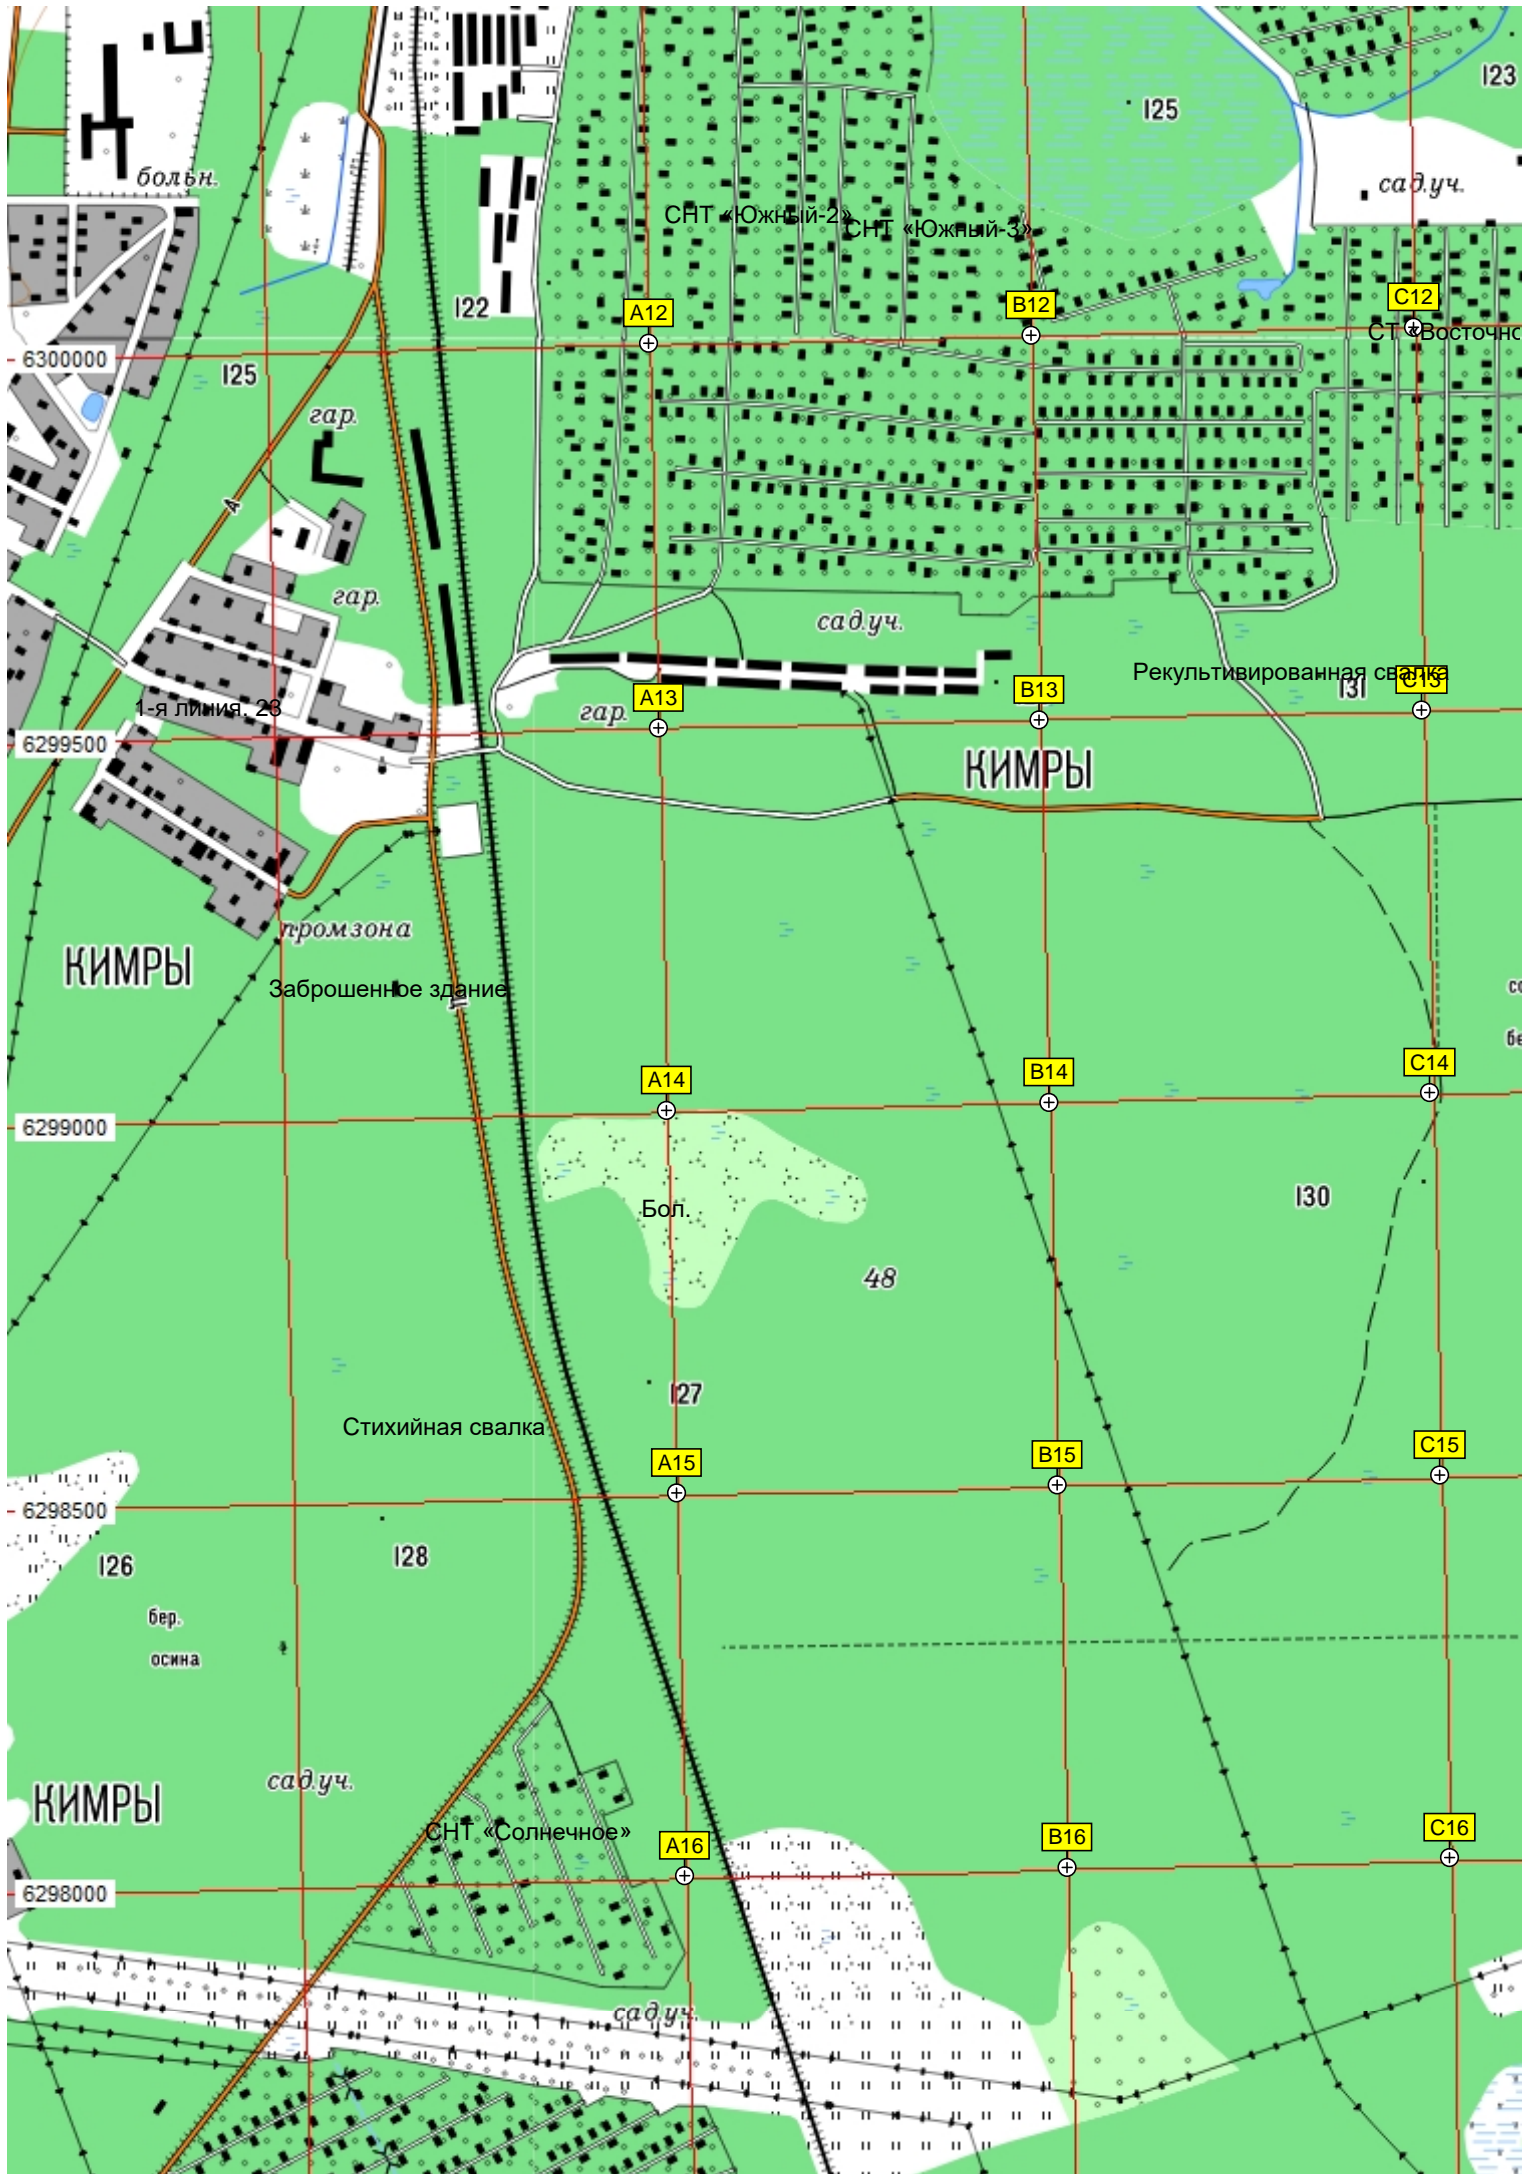 123
125
больн.
сад.уч.
СНТ «Южный-2»
СНТ «Южный-3»
122
A12
B12
C12
СТ «Восточно
6300000
125
гар.
А
гар.
сад.уч.
Рекультивированная свалка
131
C13
A13
B13
1-я линия. 23
гар.
6299500
КИМРЫ
промзона
КИМРЫ
Заброшенное здание
A14
B14
C14
6299000
130
Бол.
48
127
Стихийная свалка
A15
B15
C15
6298500
126
128
бер.
осина
сад.уч.
КИМРЫ
СНТ «Солнечное»
A16
B16
C16
6298000
сад.уч.